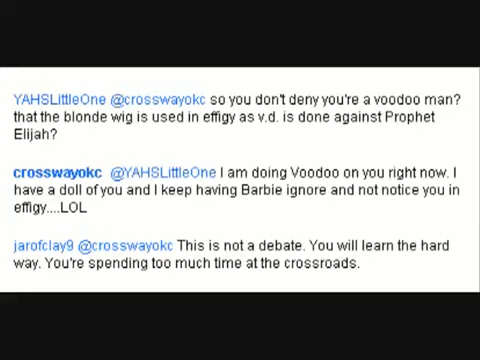 YAHSLittleOne @crosswayokc so you don't deny you're a voodoo man?
that the blonde wig is used in effigy as v.d. is done against Prophet
Elijah?
crosswayokc @YAHSLittleOne I am doing Voodoo on you right now. I
have a doll of you and I keep having Barbie ignore and not notice you in
effigy....LOL
jarofclay9 @crosswayokc This is not a debate. You will learn the hard
way. You're spending too much time at the crossroads.